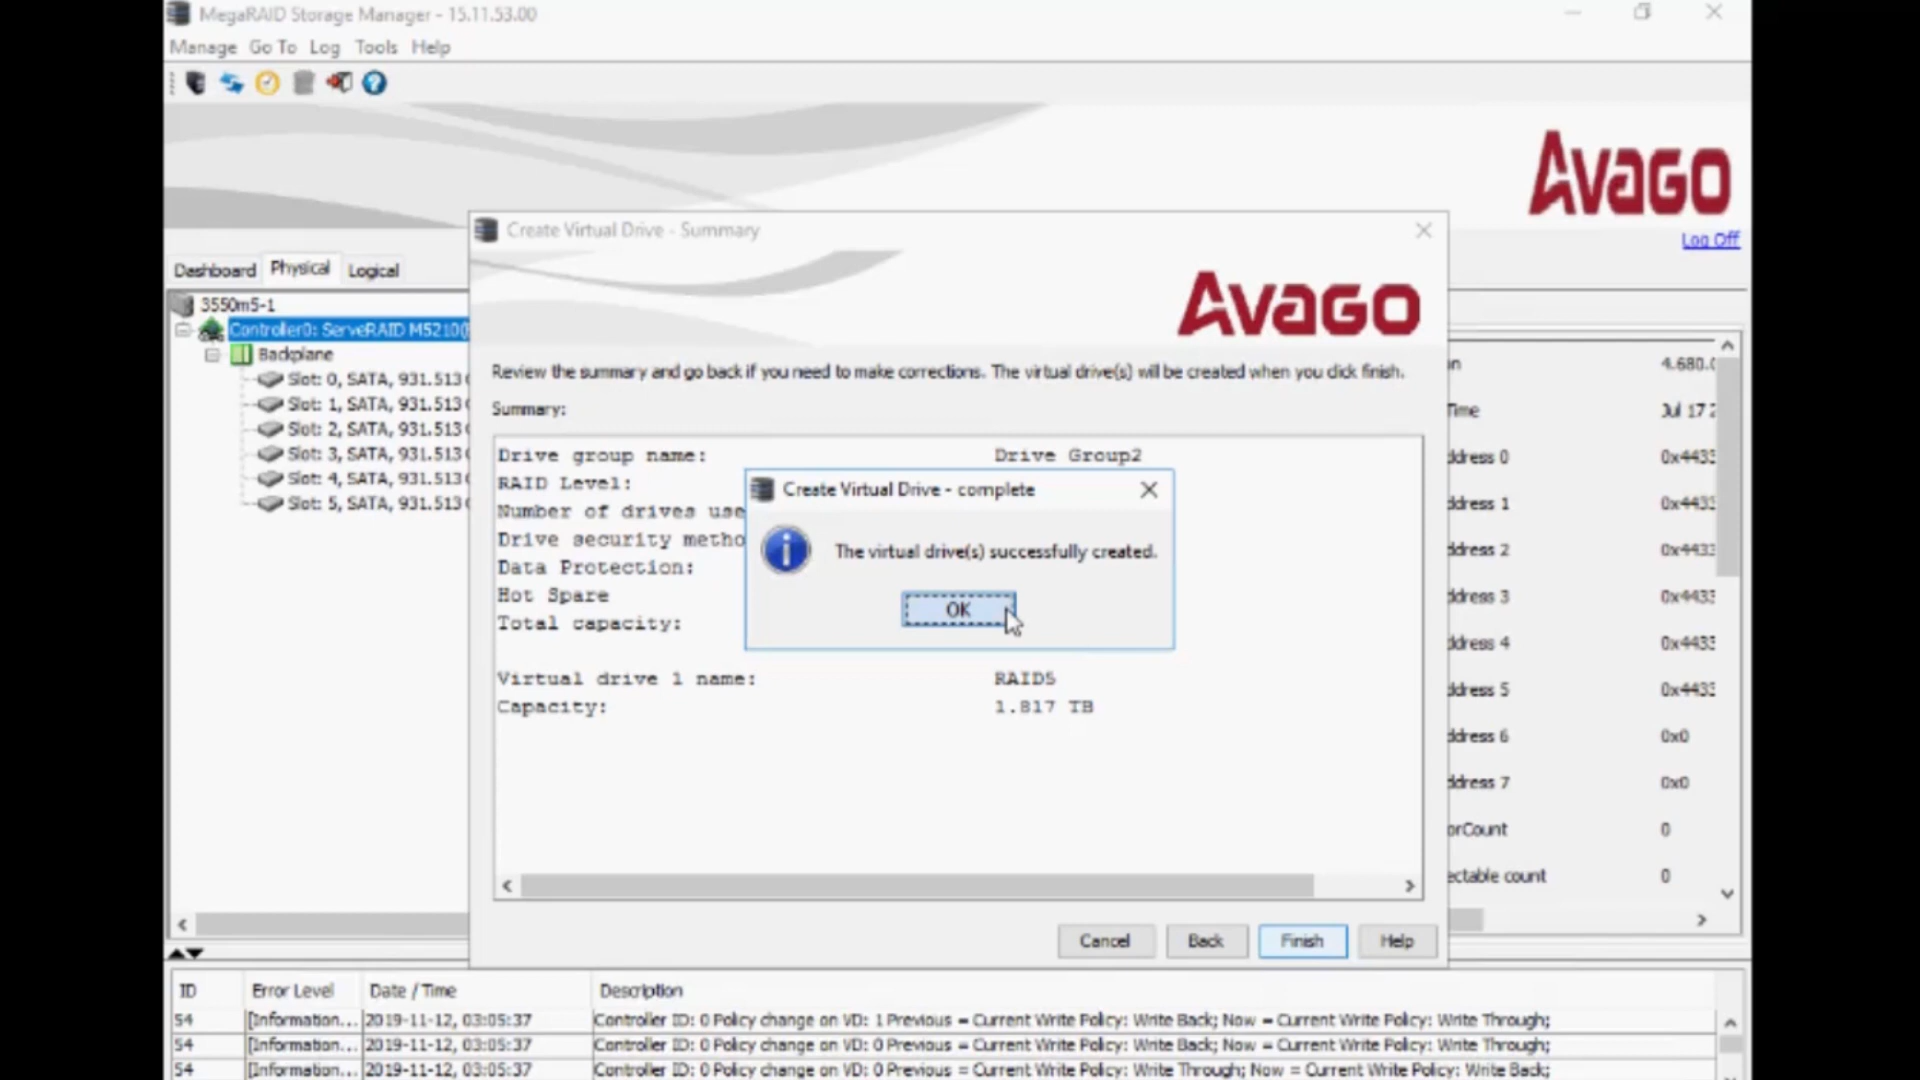 MegaRAID Storage Manager - 15.11.53.00
Manage Go To Log Tools Help
AVAGO
Log Off
Dashboard Physical Logical
3550m5-1
Controller0: ServeRAID M5210(
Backplane
Slot: 0, SATA, 931.513
Slot: 1, SATA, 931.513
Slot: 2, SATA, 931.513
Slot: 3, SATA, 931.513
Slot: 4, SATA, 931.513
Slot: 5, SATA, 931.513
Create Virtual Drive - Summary
AVAGO
Review the summary and go back if you need to make corrections. The virtual drive(s) will be created when you click finish.
Summary:
Drive group name: Drive Group2
RAID Level:
Number of drives use
Drive security metho
Data Protection:
Hot Spare
Total capacity:
Virtual drive 1 name: RAID5
Capacity: 1.817 TB
Create Virtual Drive - complete
The virtual drive(s) successfully created.
OK
Cancel Back Finish Help
on 4.680.0
Time Jul 17 2
ddress 0 0x4433
ddress 1 0x4433
ddress 2 0x4433
ddress 3 0x4433
ddress 4 0x4433
ddress 5 0x4433
ddress 6 0x0
ddress 7 0x0
orCount 0
ectable count 0
ID Error Level Date / Time Description
54 [Information... 2019-11-12, 03:05:37 Controller ID: 0 Policy change on VD: 1 Previous = Current Write Policy: Write Back; Now = Current Write Policy: Write Through;
54 [Information... 2019-11-12, 03:05:37 Controller ID: 0 Policy change on VD: 0 Previous = Current Write Policy: Write Back; Now = Current Write Policy: Write Through;
54 [Information... 2019-11-12, 03:05:37 Controller ID: 0 Policy change on VD: 0 Previous = Current Write Policy: Write Through; Now = Current Write Policy: Write Back;